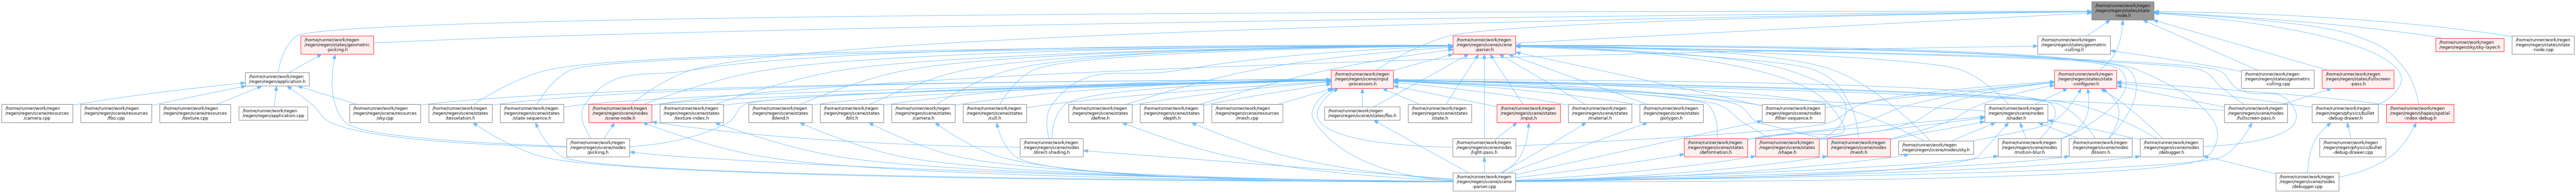 /home/runner/work/regen
/regen/regen/states/state
-node.h
/home/runner/work/regen
/regen/regen/states/geometric
-picking.h
/home/runner/work/regen
/regen/regen/scene/scene
-parser.h
/home/runner/work/regen
/regen/regen/states/geometric
-culling.h
/home/runner/work/regen
/regen/regen/sky/sky-layer.h
/home/runner/work/regen
/regen/regen/states/state
-node.cpp
/home/runner/work/regen
/regen/regen/application.h
/home/runner/work/regen
/regen/regen/scene/input
-processors.h
/home/runner/work/regen
/regen/regen/states/state
-configurer.h
/home/runner/work/regen
/regen/regen/states/geometric
-culling.cpp
/home/runner/work/regen
/regen/regen/states/fullscreen
-pass.h
/home/runner/work/regen
/regen/regen/scene/resources
/camera.cpp
/home/runner/work/regen
/regen/regen/scene/resources
/fbo.cpp
/home/runner/work/regen
/regen/regen/scene/resources
/texture.cpp
/home/runner/work/regen
/regen/regen/application.cpp
/home/runner/work/regen
/regen/regen/scene/resources
/sky.cpp
/home/runner/work/regen
/regen/regen/scene/states
/tesselation.h
/home/runner/work/regen
/regen/regen/scene/states
/state-sequence.h
/home/runner/work/regen
/regen/regen/scene/nodes
/scene-node.h
/home/runner/work/regen
/regen/regen/scene/states
/texture-index.h
/home/runner/work/regen
/regen/regen/scene/states
/blend.h
/home/runner/work/regen
/regen/regen/scene/states
/blit.h
/home/runner/work/regen
/regen/regen/scene/states
/camera.h
/home/runner/work/regen
/regen/regen/scene/states
/cull.h
/home/runner/work/regen
/regen/regen/scene/states
/define.h
/home/runner/work/regen
/regen/regen/scene/states
/depth.h
/home/runner/work/regen
/regen/regen/scene/resources
/mesh.cpp
/home/runner/work/regen
/regen/regen/scene/states/fbo.h
/home/runner/work/regen
/regen/regen/scene/states
/state.h
/home/runner/work/regen
/regen/regen/scene/states
/input.h
/home/runner/work/regen
/regen/regen/scene/states
/material.h
/home/runner/work/regen
/regen/regen/scene/states
/polygon.h
/home/runner/work/regen
/regen/regen/scene/nodes
/filter-sequence.h
/home/runner/work/regen
/regen/regen/scene/nodes
/shader.h
/home/runner/work/regen
/regen/regen/scene/nodes
/fullscreen-pass.h
/home/runner/work/regen
/regen/regen/physics/bullet
-debug-drawer.h
/home/runner/work/regen
/regen/regen/shapes/spatial
-index-debug.h
/home/runner/work/regen
/regen/regen/scene/nodes
/picking.h
/home/runner/work/regen
/regen/regen/scene/nodes
/direct-shading.h
/home/runner/work/regen
/regen/regen/scene/nodes
/light-pass.h
/home/runner/work/regen
/regen/regen/scene/states
/deformation.h
/home/runner/work/regen
/regen/regen/scene/states
/shape.h
/home/runner/work/regen
/regen/regen/scene/nodes
/mesh.h
/home/runner/work/regen
/regen/regen/scene/nodes/sky.h
/home/runner/work/regen
/regen/regen/scene/nodes
/motion-blur.h
/home/runner/work/regen
/regen/regen/scene/nodes
/bloom.h
/home/runner/work/regen
/regen/regen/scene/nodes
/debugger.h
/home/runner/work/regen
/regen/regen/physics/bullet
-debug-drawer.cpp
/home/runner/work/regen
/regen/regen/scene/scene
-parser.cpp
/home/runner/work/regen
/regen/regen/scene/nodes
/debugger.cpp